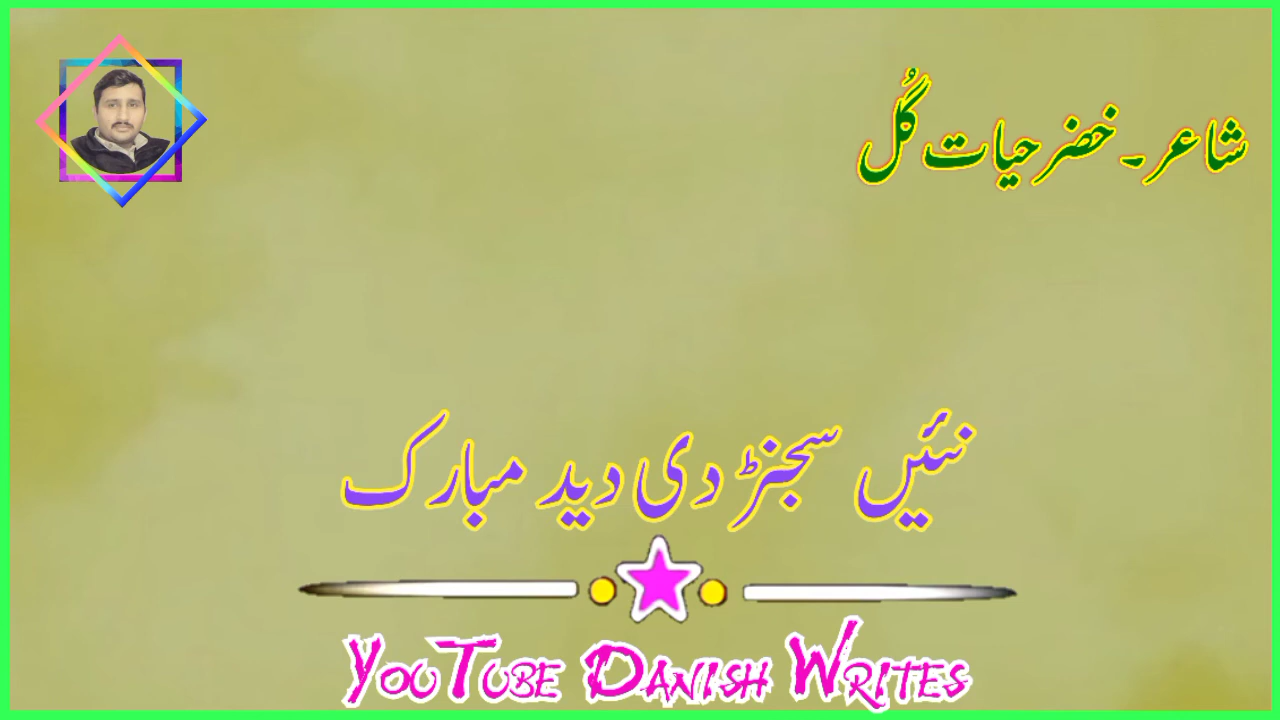 شاعر ۔ خضر حیات گُل
نئیں سجنڑ دی دید مبارک
YouTube Danish Writes